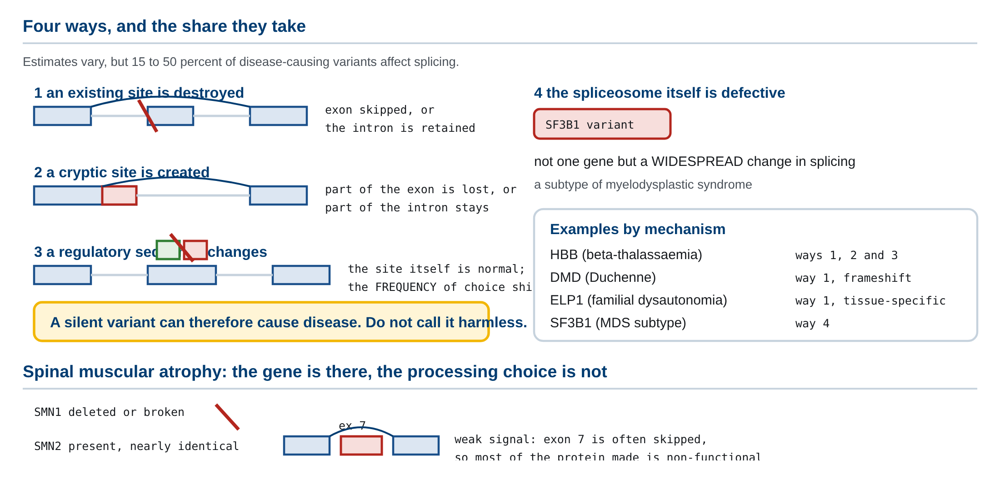 Four ways, and the share they take
Estimates vary, but 15 to 50 percent of disease-causing variants affect splicing.
1 an existing site is destroyed
exon skipped, or
the intron is retained
2 a cryptic site is created
part of the exon is lost, or
part of the intron stays
3 a regulatory changes
the site itself is normal;
the FREQUENCY of choice shi
A silent variant can therefore cause disease. Do not call it harmless.
4 the spliceosome itself is defective
SF3B1 variant
not one gene but a WIDESPREAD change in splicing
a subtype of myelodysplastic syndrome
Examples by mechanism
HBB (beta-thalassaemia) ways 1, 2 and 3
DMD (Duchenne) way 1, frameshift
ELP1 (familial dysautonomia) way 1, tissue-specific
SF3B1 (MDS subtype) way 4
Spinal muscular atrophy: the gene is there, the processing choice is not
SMN1 deleted or broken
SMN2 present, nearly identical
ex 7
weak signal: exon 7 is often skipped,
so most of the protein made is non-functional